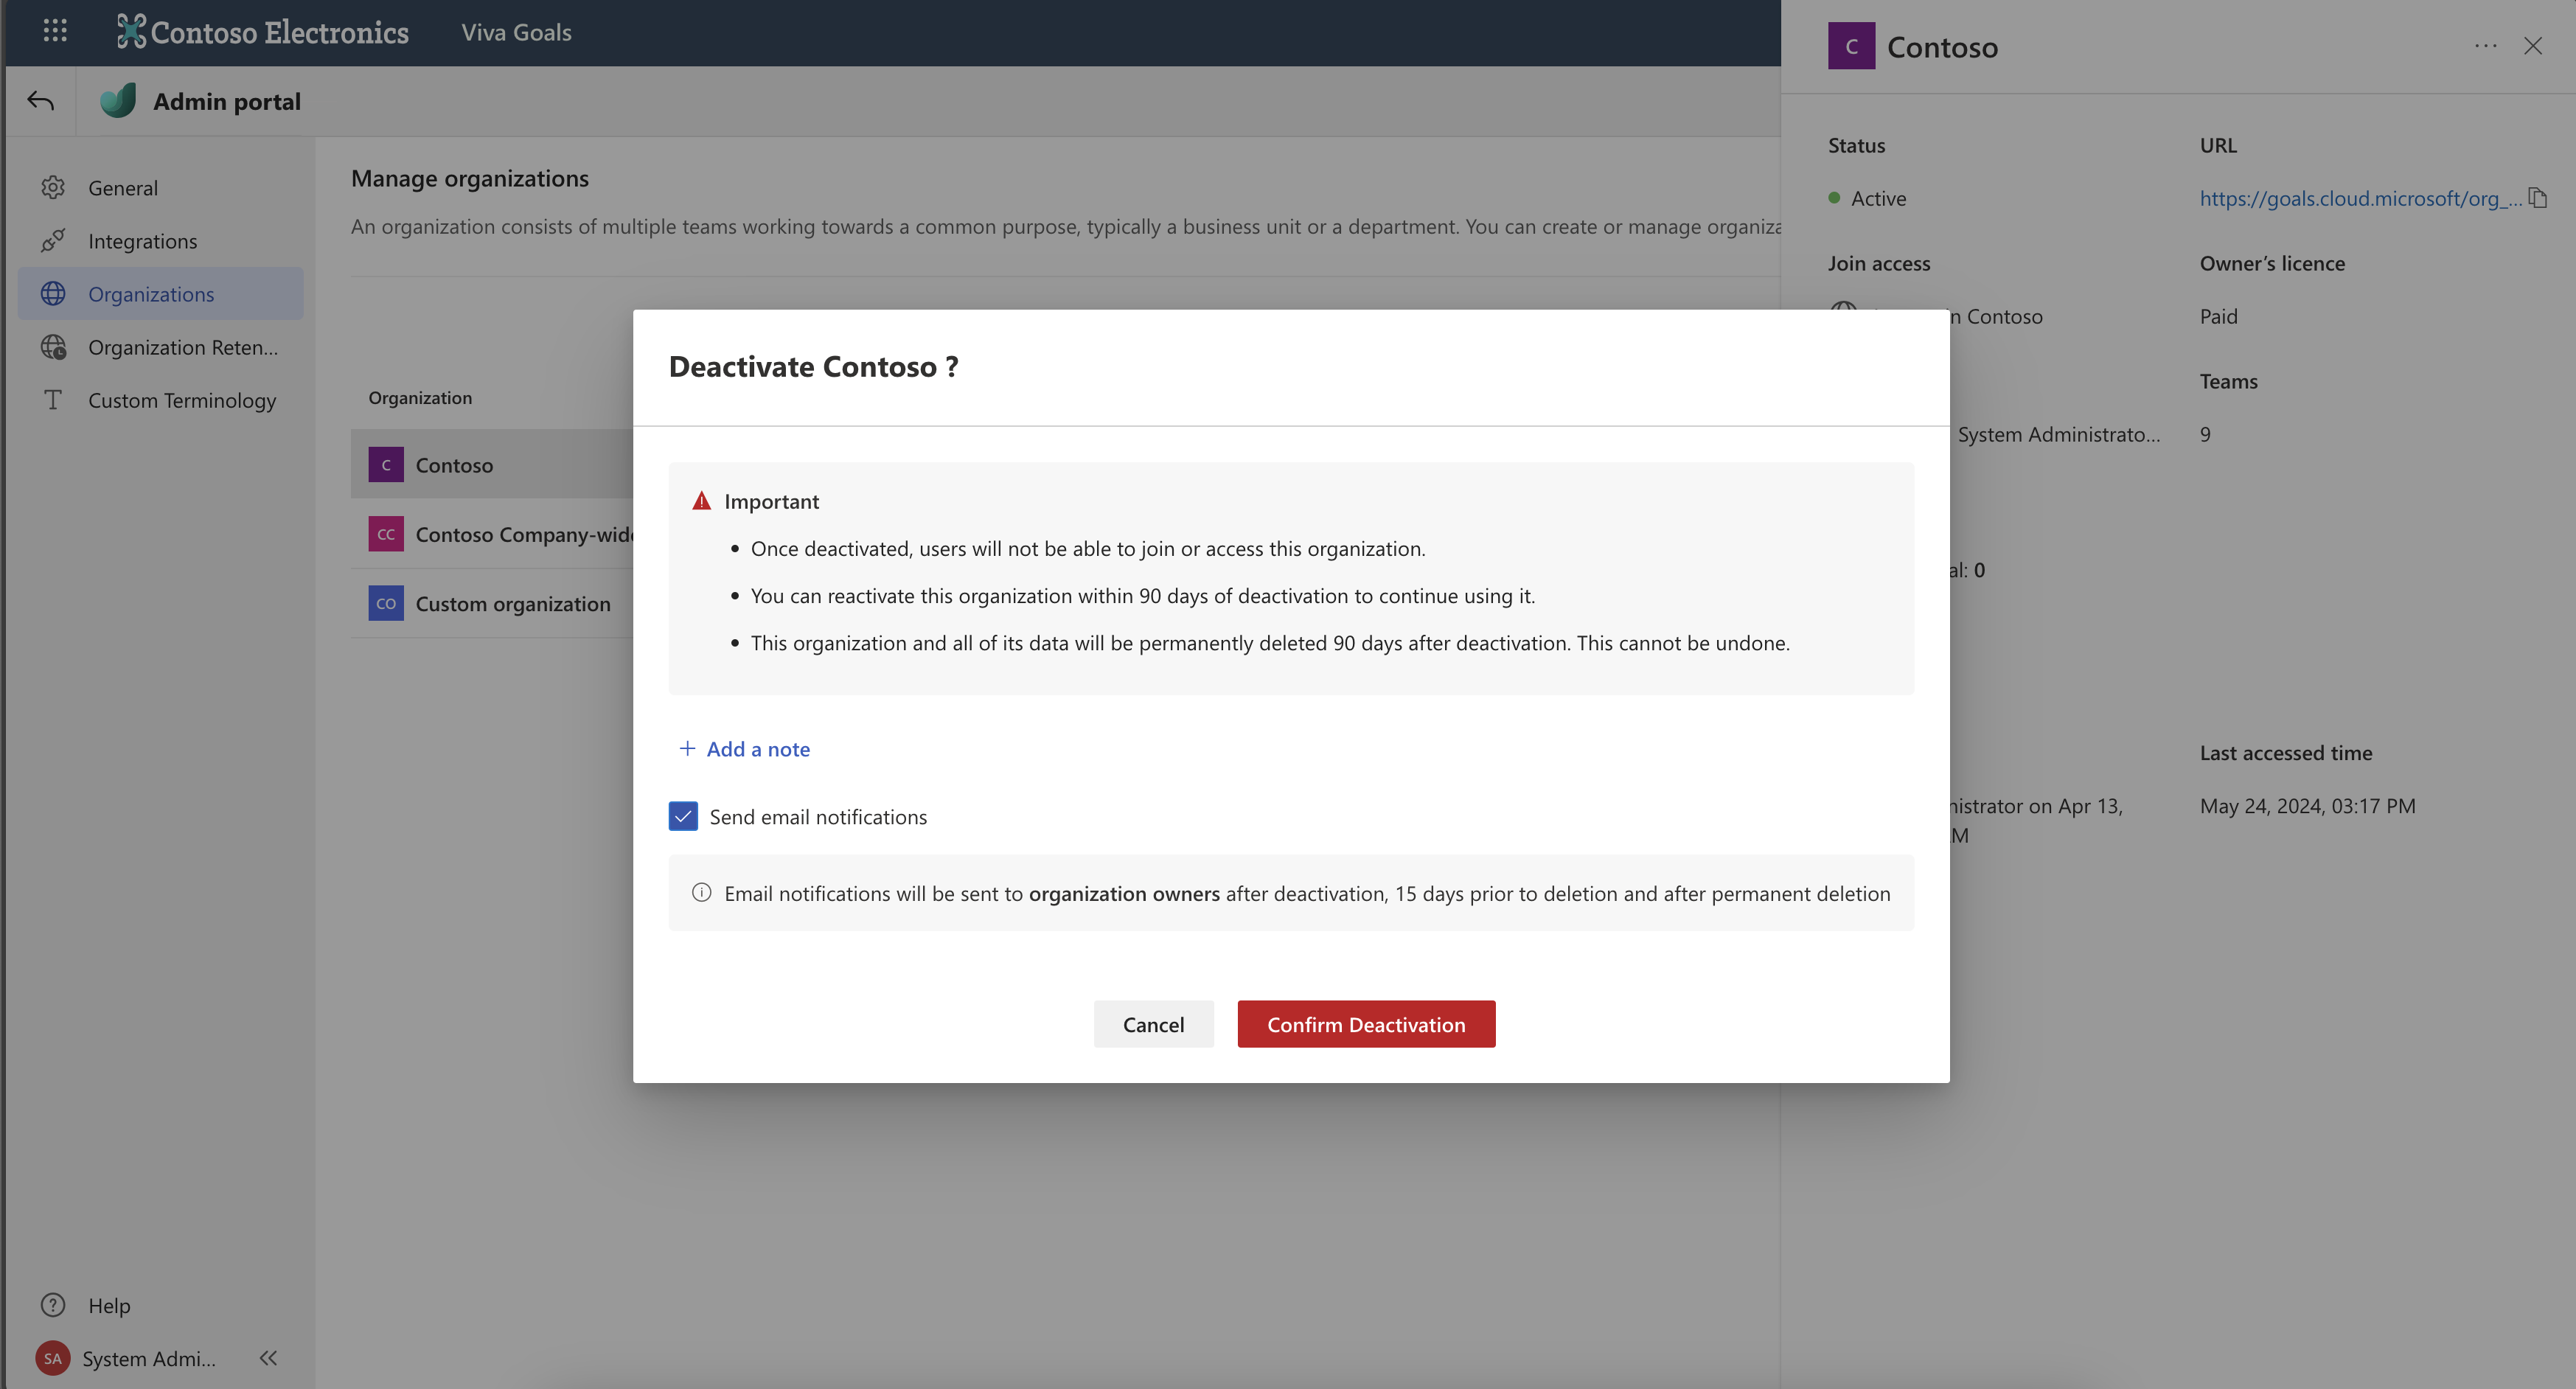 Contoso Electronics
Viva Goals
Admin portal
General
Integrations
Organizations
Organization Reten...
Custom Terminology
Help
SA
System Admi...
Manage organizations
An organization consists of multiple teams working towards a common purpose, typically a business unit or a department. You can create or manage
Organization
C
Contoso
CC
Contoso Company-wide
CO
Custom organization
Deactivate Contoso ?
Important
• Once deactivated, users will not be able to join or access this organization.
• You can reactivate this organization within 90 days of deactivation to continue using it.
• This organization and all of its data will be permanently deleted 90 days after deactivation. This cannot be undone.
+ Add a note
Send email notifications
Email notifications will be sent to organization owners after deactivation, 15 days prior to deletion and after permanent deletion
Cancel
Confirm Deactivation
C
Contoso
Status
URL
Active
https://goals.cloud.microsoft/org_...
Join access
Owner’s licence
Contoso
Paid
Teams
System Administrato...
9
0
Last accessed time
on Apr 13,
May 24, 2024, 03:17 PM